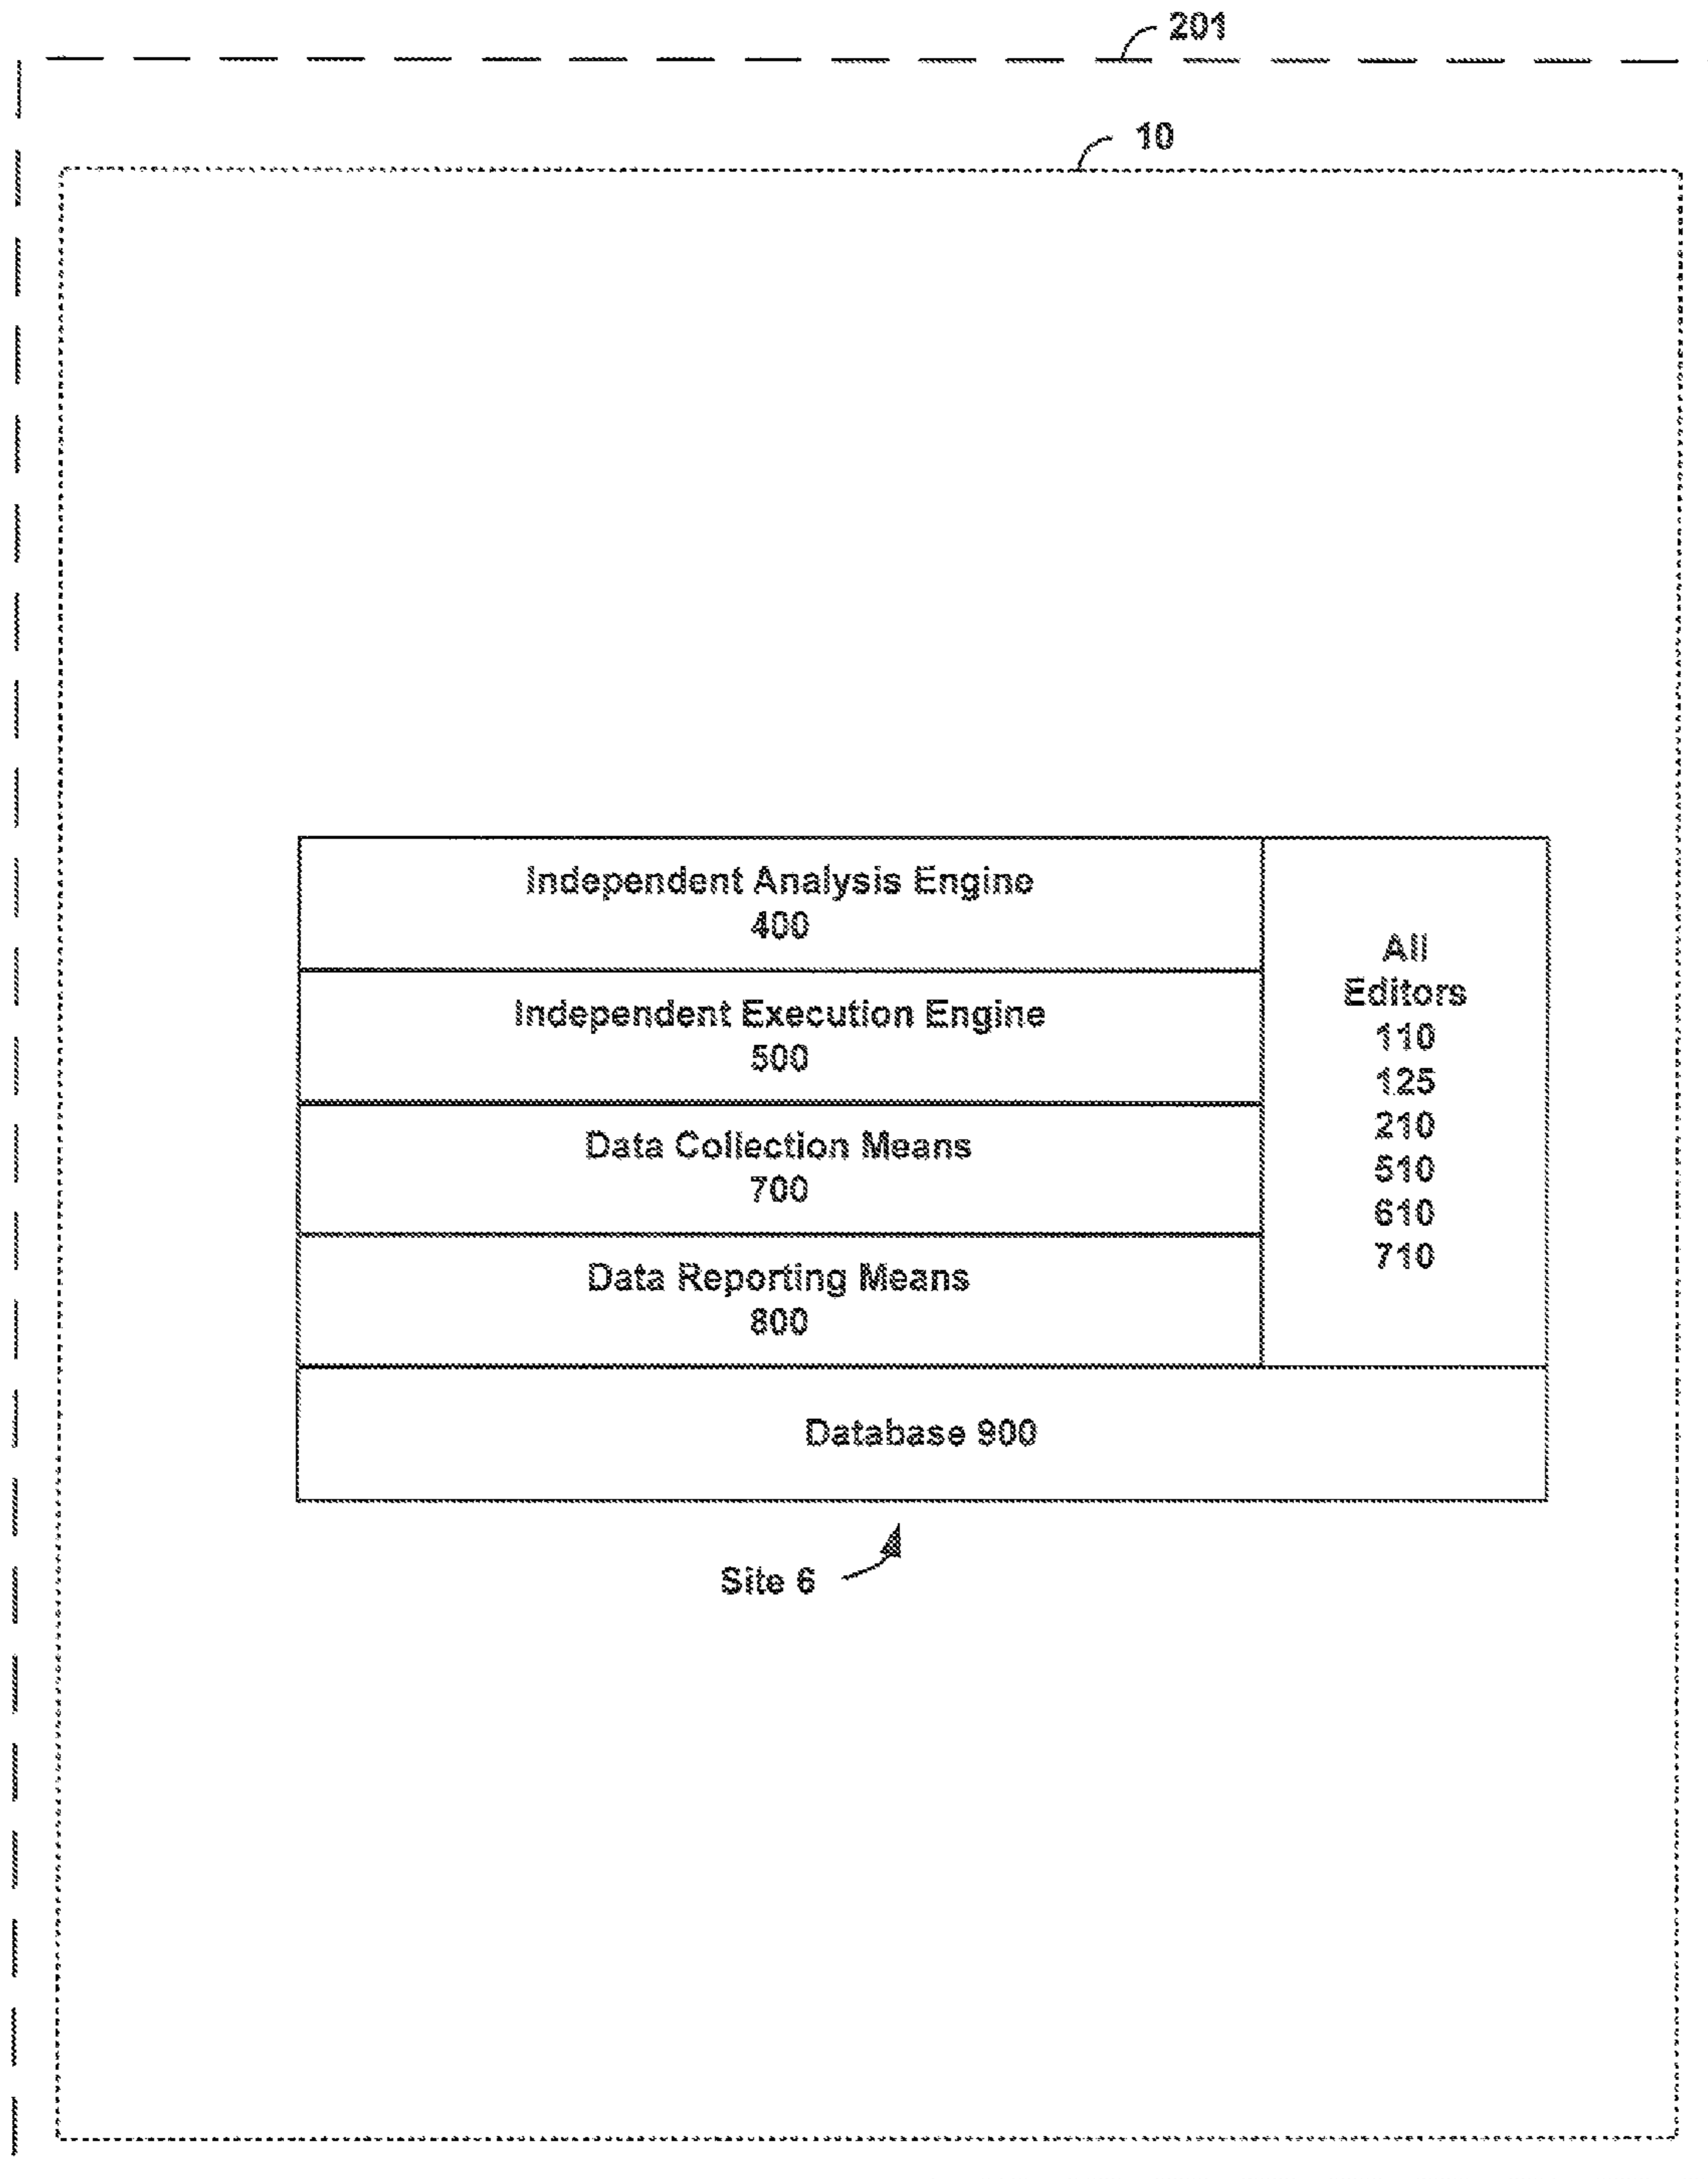 201
10
Independent Analysis Engine
400
Independent Execution Engine
500
Data Collection Means
700
Data Reporting Means
800
All
Editors
110
125
210
510
610
710
Database 900
Site 6